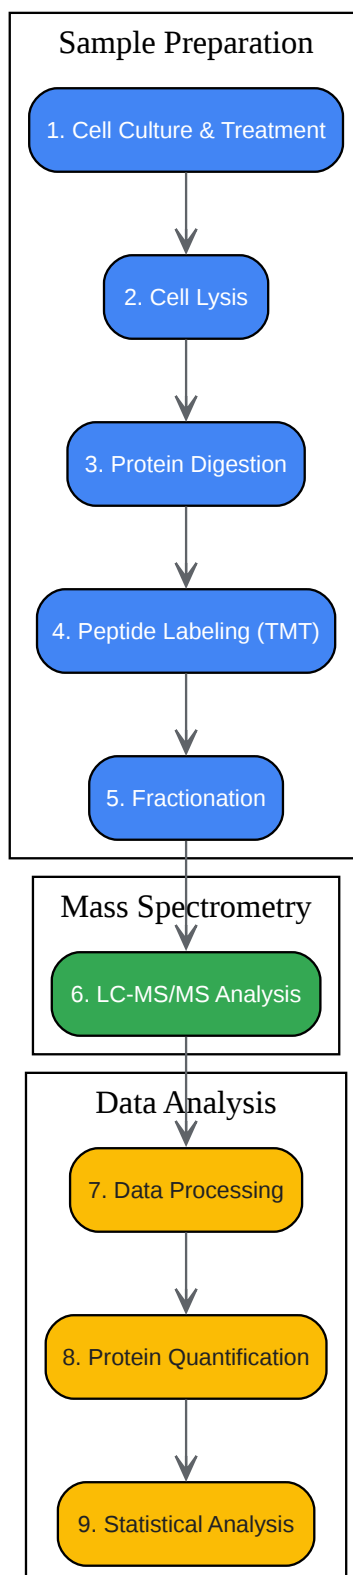 Sample Preparation
1. Cell Culture & Treatment
2. Cell Lysis
3. Protein Digestion
4. Peptide Labeling (TMT)
5. Fractionation
Mass Spectrometry
6. LC-MS/MS Analysis
Data Analysis
7. Data Processing
8. Protein Quantification
9. Statistical Analysis